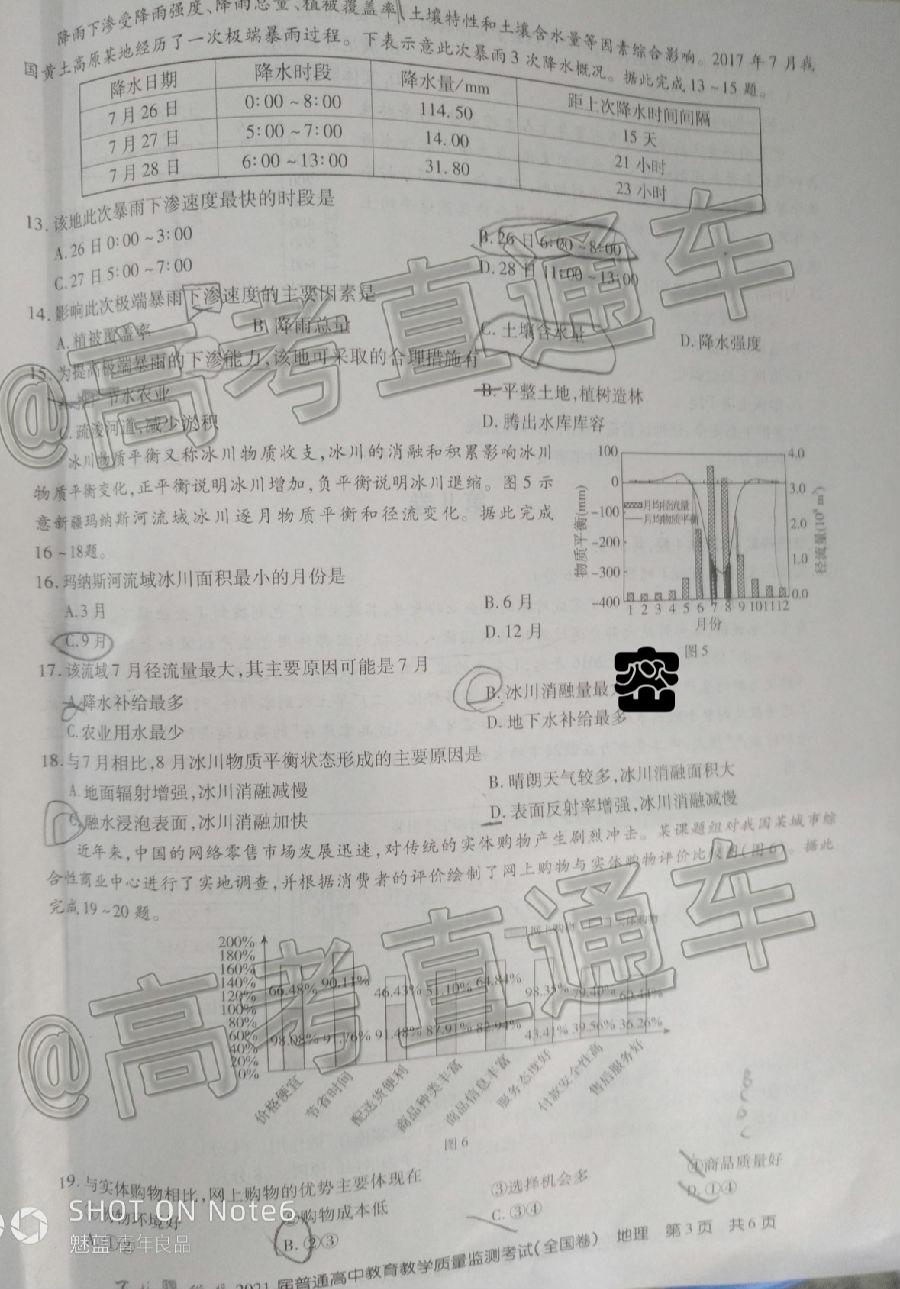 降雨下渗受降雨强度、降雨总量、植被覆盖率、土壤特性和土壤含水量等因素综合影响。2017年7月我
国黄土高原某地经历了一次极端暴雨过程。下表示意此次暴雨3次降水概况。据此完成13~15题。
降水日期 降水时段 降水量/mm 距上次降水时间间隔
7月26日 0:00~8:00 114.50 15天
7月27日 5:00~7:00 14.00 21小时
7月28日 6:00~13:00 31.80 23小时
13.该地此次暴雨下渗速度最快的时段是
A.26日0:00~3:00 B.26日6:00~8:00
C.27日5:00~7:00 D.28日11:00~13:00
14.影响此次极端暴雨下渗速度的主要因素是
A.植被覆盖率 B.降雨总量 C.土壤含水量 D.降水强度
15.为提高极端暴雨的下渗能力,该地可采取的合理措施有
节水农业 B.平整土地,植树造林
C.疏浚河道,减少淤积 D.腾出水库库容
冰川物质平衡又称冰川物质收支,冰川的消融和积累影响冰川
物质平衡变化,正平衡说明冰川增加,负平衡说明冰川退缩。图5示
意新疆玛纳斯河流域冰川逐月物质平衡和径流变化。据此完成
16~18题。
16.玛纳斯河流域冰川面积最小的月份是
A.3月 B.6月
C.9月 D.12月
物质平衡(mm)
100
0
-100
-200
-300
-400
月均径流量
月均物质平衡
4.0
3.0
2.0
1.0
0.0
径流量(10⁸m³)
1 2 3 4 5 6 7 8 9 10 11 12
月份
图5
17.该流域7月径流量最大,其主要原因可能是7月
A.降水补给最多 B.冰川消融量最
C.农业用水最少 D.地下水补给最多
18.与7月相比,8月冰川物质平衡状态形成的主要原因是
A.地面辐射增强,冰川消融减慢 B.晴朗天气较多,冰川消融面积大
C.融水浸泡表面,冰川消融加快 D.表面反射率增强,冰川消融减慢
近年来,中国的网络零售市场发展迅速,对传统的实体购物产生剧烈冲击。某课题组对我国某城市综
合性商业中心进行了实地调查,并根据消费者的评价绘制了网上购物与实体购物评价比较图(图6)。据此
完成19~20题。
网上购物 实体购物
200%
180%
160%
140%
120%
100%
80%
60%
40%
20%
0%
66.48% 90.11% 46.43% 51.10% 64.84% 98.35% 79.40% 60.44%
98.08% 91.76% 91.48% 87.91% 82.94% 43.41% 39.56% 36.26%
价格便宜 节省时间 配送货便利 商品种类丰富 商品信息丰富 服务态度好 付款安全性高 售后服务好
图6
19.与实体购物相比,网上购物的优势主要体现在
购物环境好 ②购物成本低 ③选择机会多 ④商品质量好
B.②③ C.③④ D.①④
2021届普通高中教育教学质量监测考试(全国卷) 地理 第3页 共6页
@高考直通车
@高考直通车
SHOT ON Note6
魅蓝 青年良品